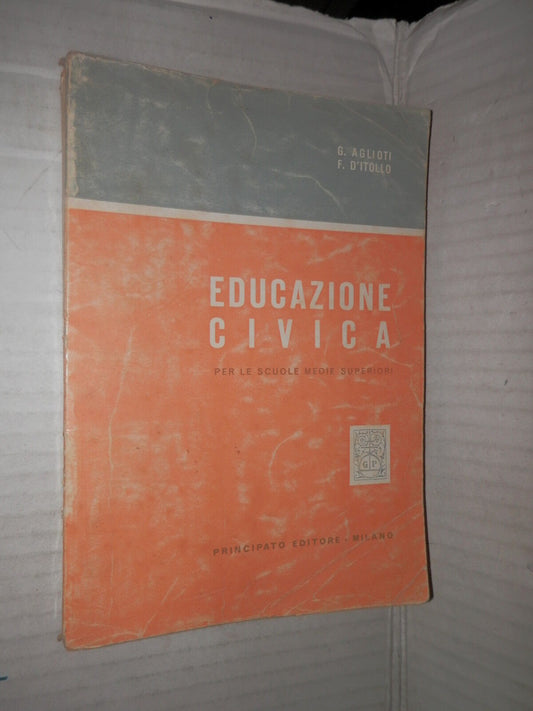 G. AGLIOTI
F. D'ITOLLO
EDUCAZIONE
CIVICA
PER LE SCUOLE MEDIE SUPERIORI
G P
PRINCIPATO EDITORE - MILANO